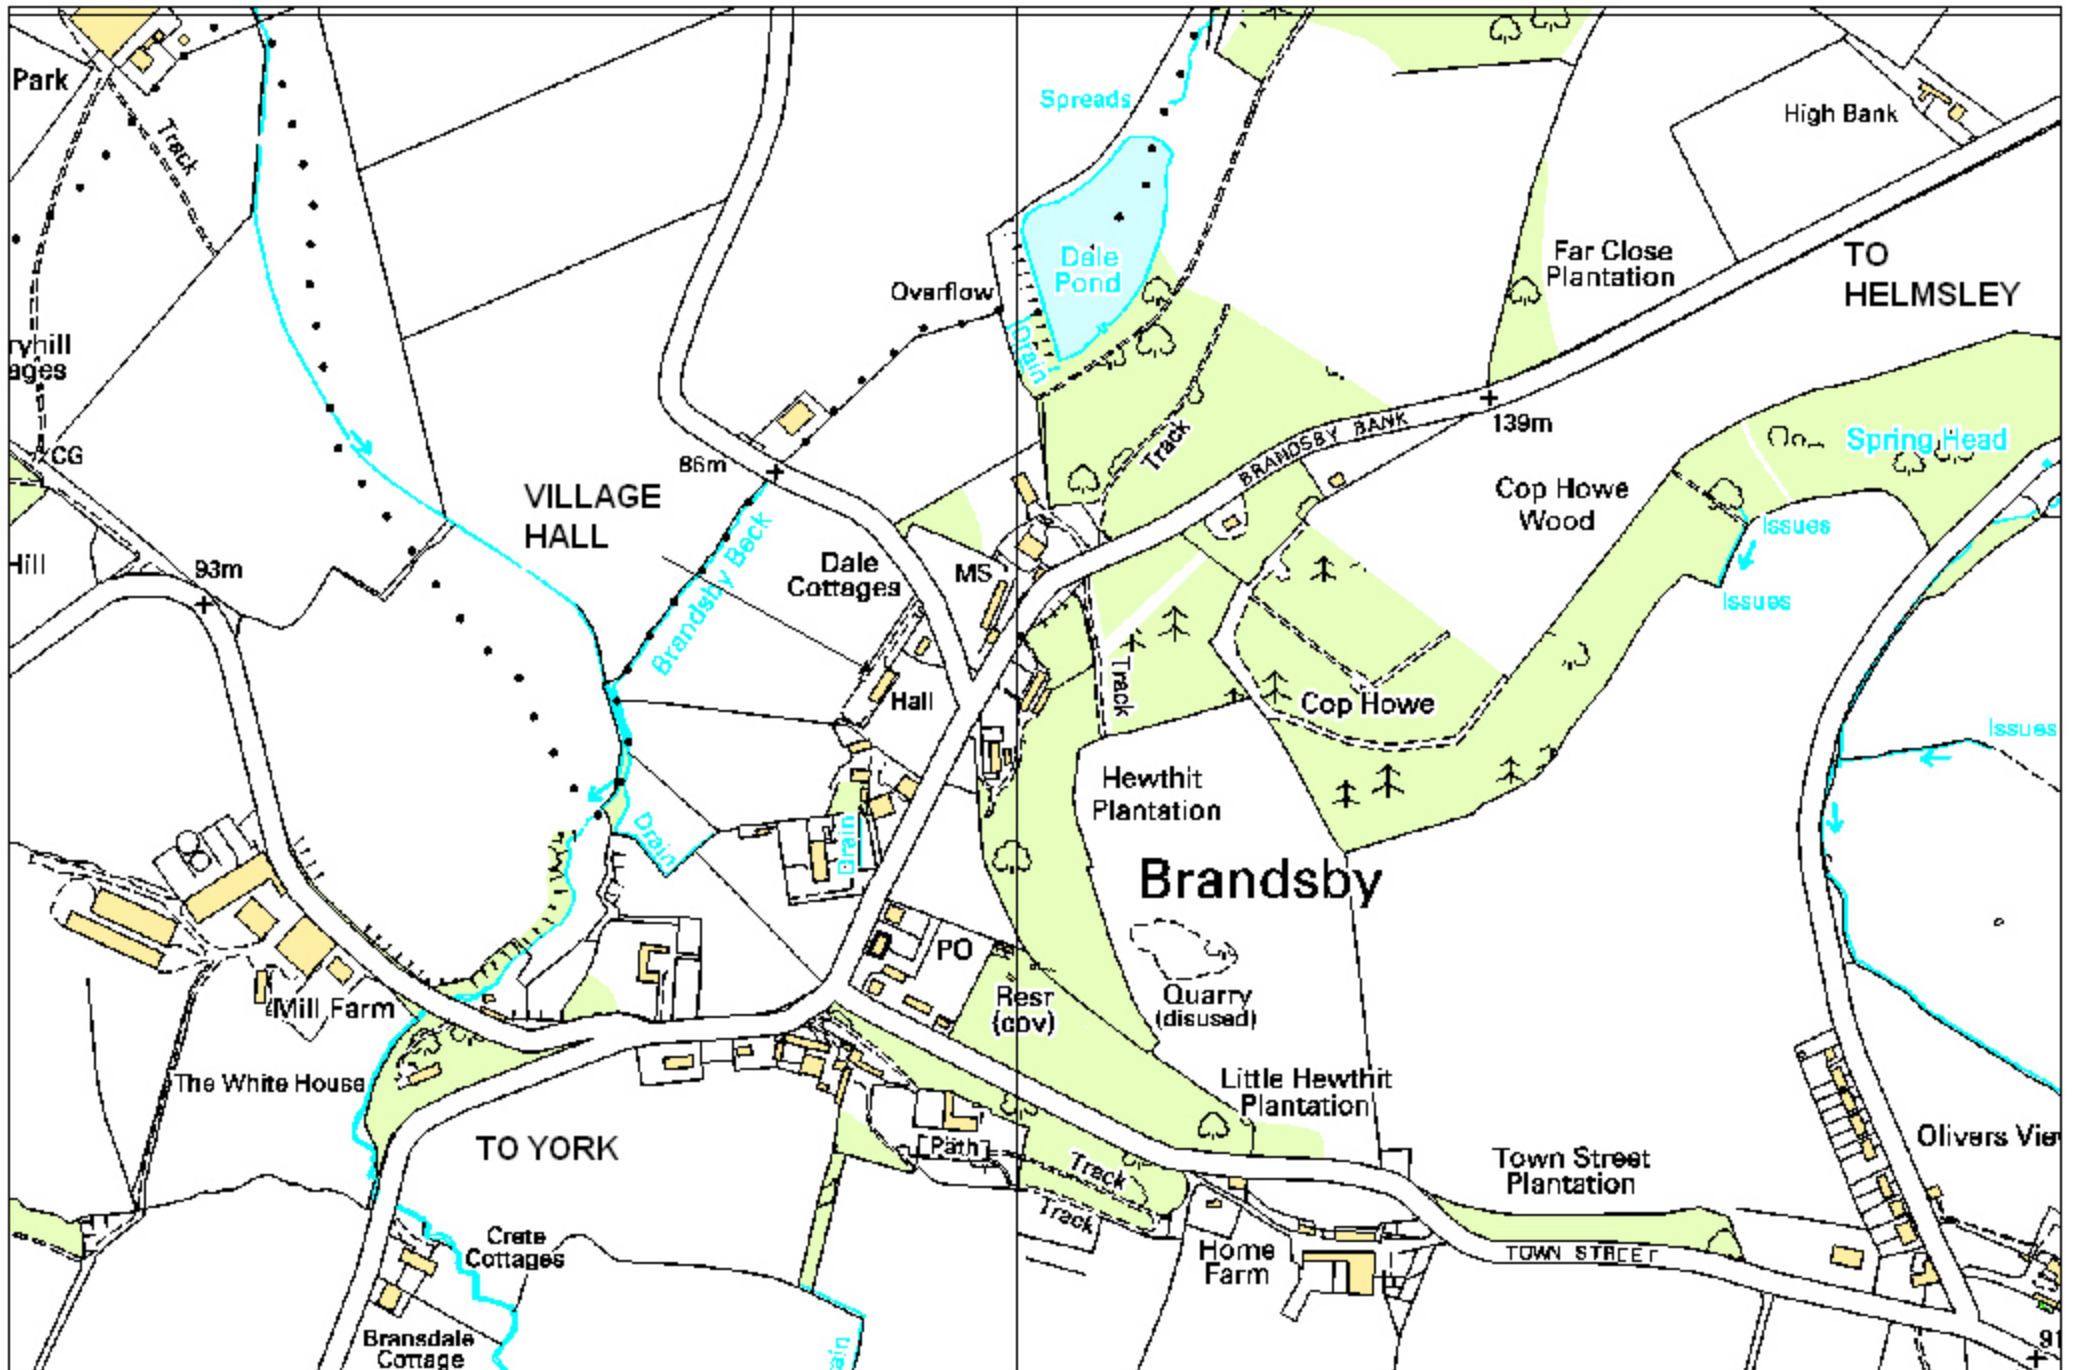 Park
Track
Spreads
High Bank
Dale
Pond
Far Close
Plantation
TO
HELMSLEY
Overflow
Drain
ryhill
ages
BRANDSBY BANK
139m
Track
Spring Head
CG
86m
VILLAGE
HALL
Cop Howe
Wood
Issues
Brandsby Beck
Dale
Cottages
MS
Hill
93m
Issues
Track
Hall
Cop Howe
Issues
Hewthit
Plantation
Drain
Drain
Brandsby
PO
Resr
(cov)
Quarry
(disused)
Mill Farm
The White House
Little Hewthit
Plantation
TO YORK
Path
Track
Town Street
Plantation
Olivers Vie
Track
Crete
Cottages
Home
Farm
TOWN STREET
Bransdale
Cottage
ain
91